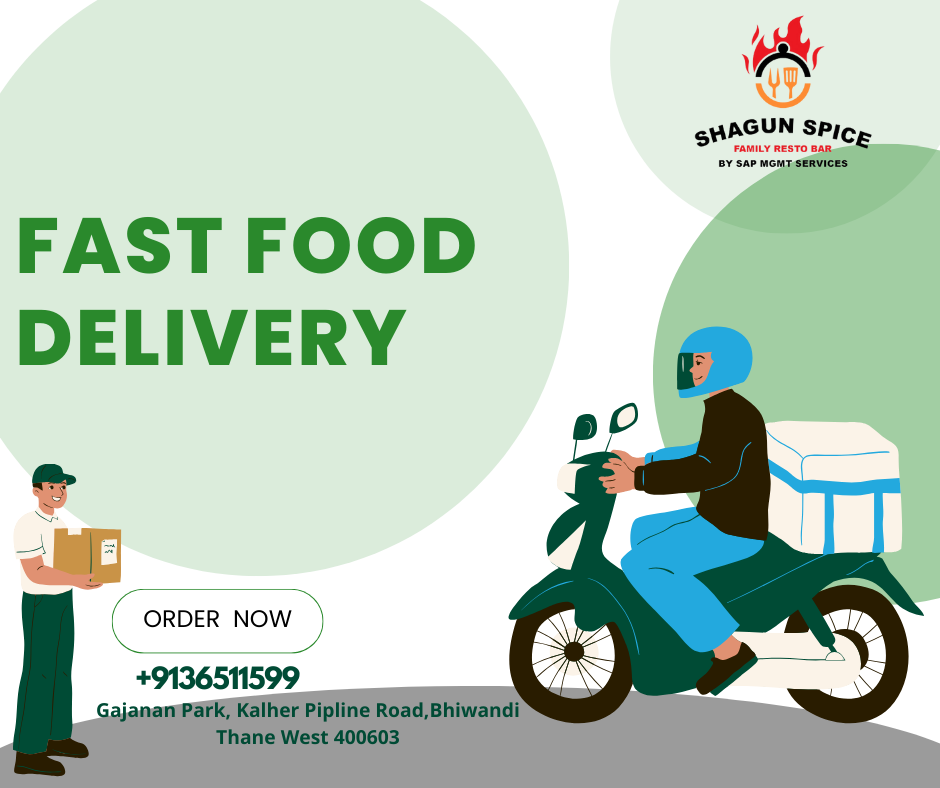 SHAGUN SPICE
FAMILY RESTO BAR
BY SAP MGMT SERVICES
FAST FOOD
DELIVERY
ORDER NOW
+9136511599
Gajanan Park, Kalher Pipline Road,Bhiwandi
Thane West 400603